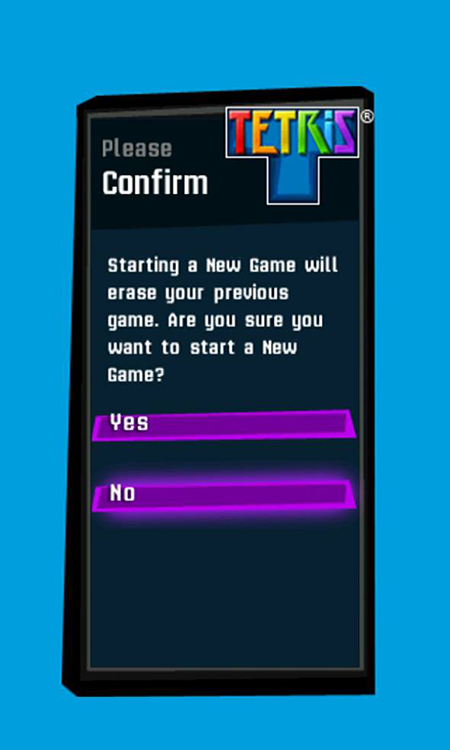 TETRiS®
Please
Confirm
Starting a New Game will
erase your previous
game. Are you sure you
want to start a New
Game?
Yes
No